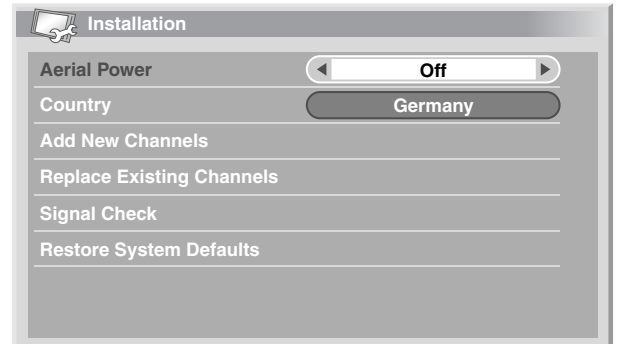 Installation
Aerial Power Off
Country Germany
Add New Channels
Replace Existing Channels
Signal Check
Restore System Defaults